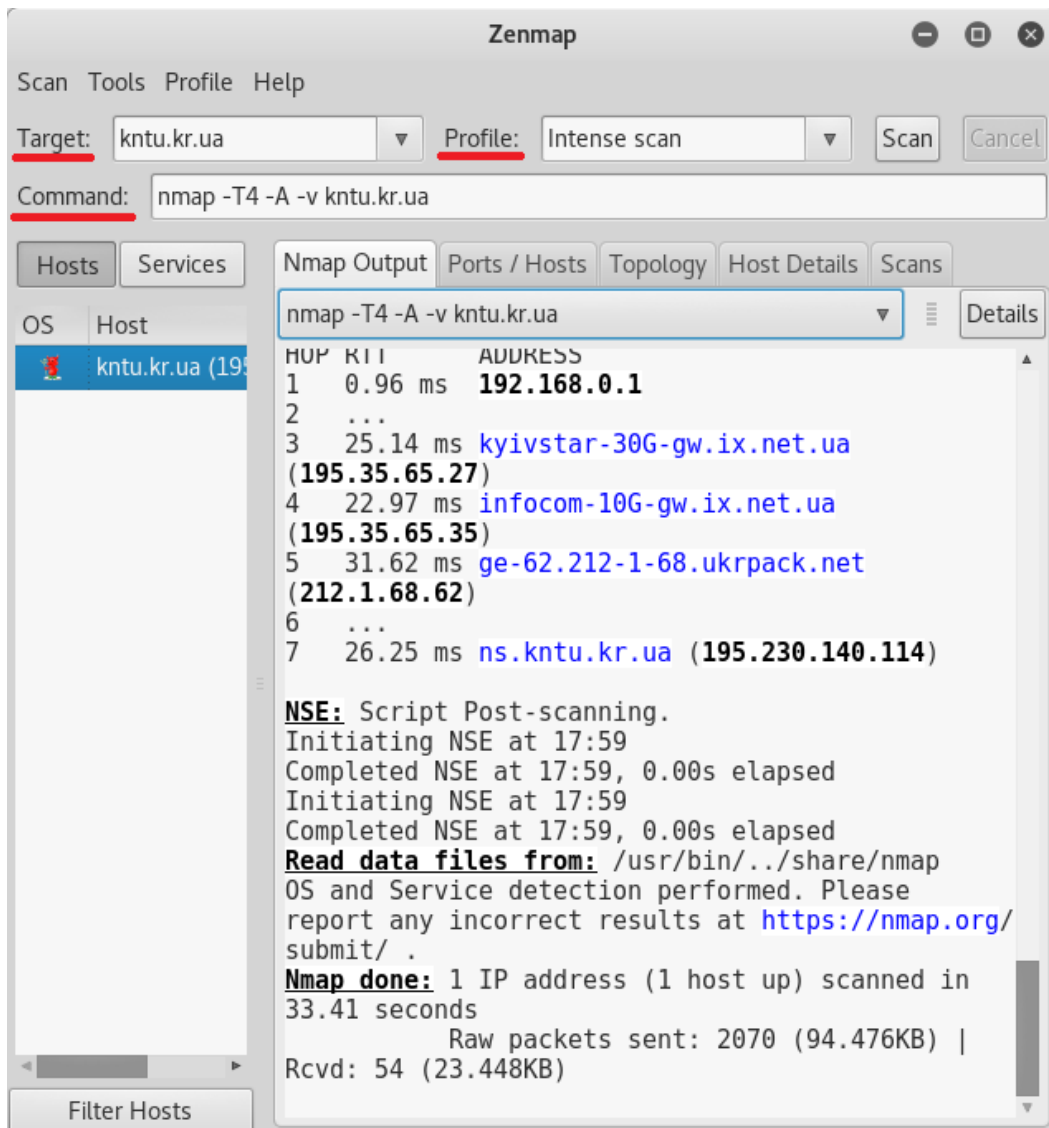 Zenmap
Scan Tools Profile Help
Target: kntu.kr.ua Profile: Intense scan Scan Cancel
Command: nmap -T4 -A -v kntu.kr.ua
Hosts Services Nmap Output Ports / Hosts Topology Host Details Scans
nmap -T4 -A -v kntu.kr.ua Details
OS Host
kntu.kr.ua (195
HOP RTT ADDRESS
1 0.96 ms 192.168.0.1
2 ...
3 25.14 ms kyivstar-30G-gw.ix.net.ua
(195.35.65.27)
4 22.97 ms infocom-10G-gw.ix.net.ua
(195.35.65.35)
5 31.62 ms ge-62.212-1-68.ukrpack.net
(212.1.68.62)
6 ...
7 26.25 ms ns.kntu.kr.ua (195.230.140.114)
NSE: Script Post-scanning.
Initiating NSE at 17:59
Completed NSE at 17:59, 0.00s elapsed
Initiating NSE at 17:59
Completed NSE at 17:59, 0.00s elapsed
Read data files from: /usr/bin/../share/nmap
OS and Service detection performed. Please
report any incorrect results at https://nmap.org/
submit/ .
Nmap done: 1 IP address (1 host up) scanned in
33.41 seconds
Raw packets sent: 2070 (94.476KB) |
Rcvd: 54 (23.448KB)
Filter Hosts